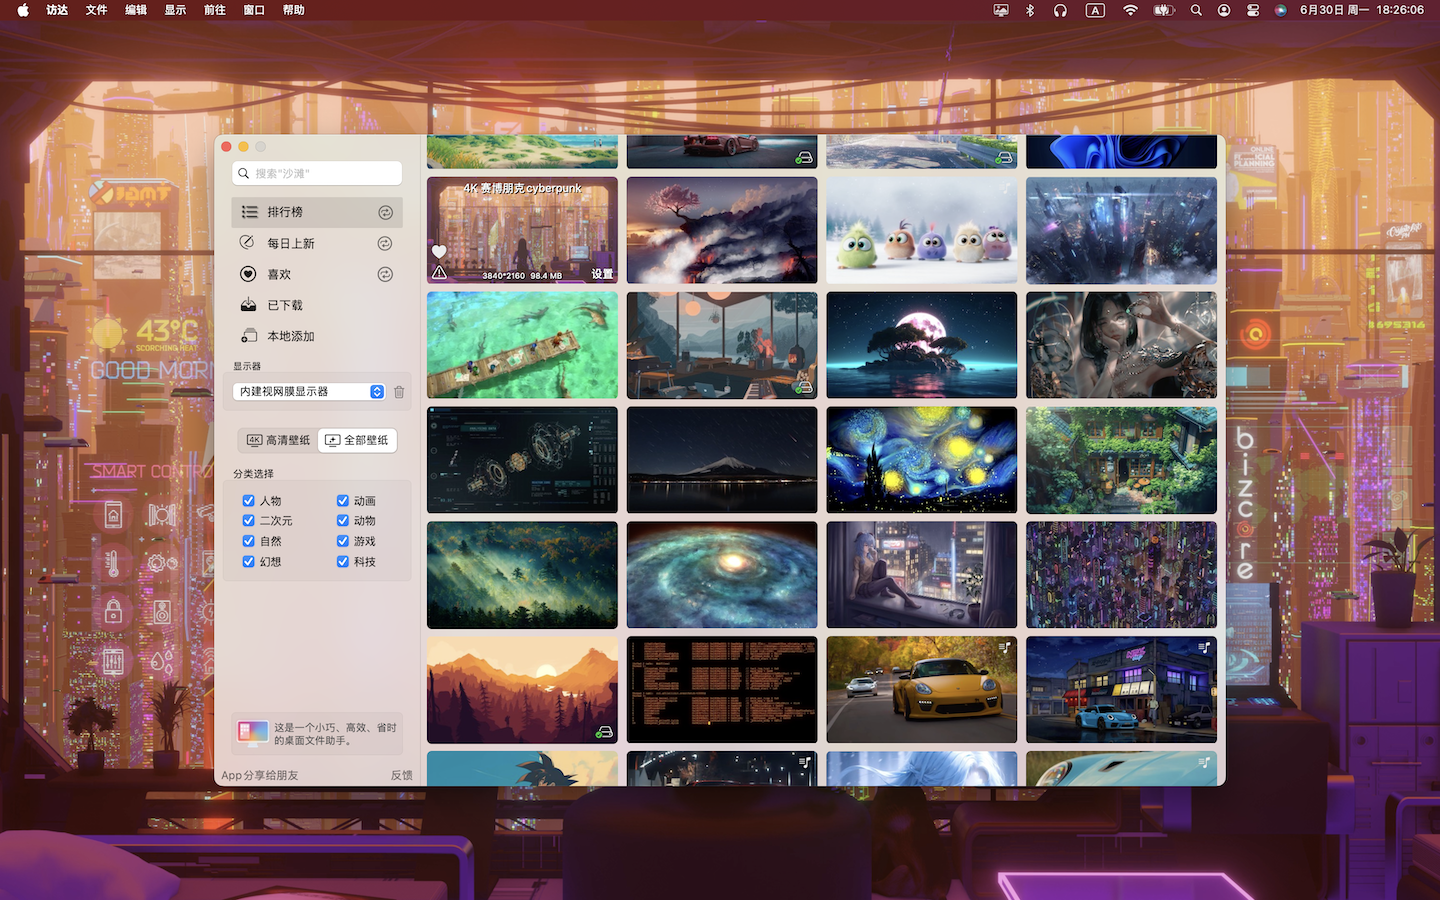 访达 文件 编辑 显示 前往 窗口 帮助
A
6月30日 周一 18:26:06
搜索"沙滩"
排行榜
每日上新
喜欢
已下载
本地添加
显示器
内建视网膜显示器
4K 高清壁纸 全部壁纸
分类选择
人物 动画
二次元 动物
自然 游戏
幻想 科技
这是一个小巧、高效、省时
的桌面文件助手。
App分享给朋友 反馈
4K 赛博朋克 cyberpunk
3840*2160 98.4 MB 设置
43°C
SCORCHING HEAT
GOOD MORN
SMART CONTRO
ONLINE
PLANNING
bizcore